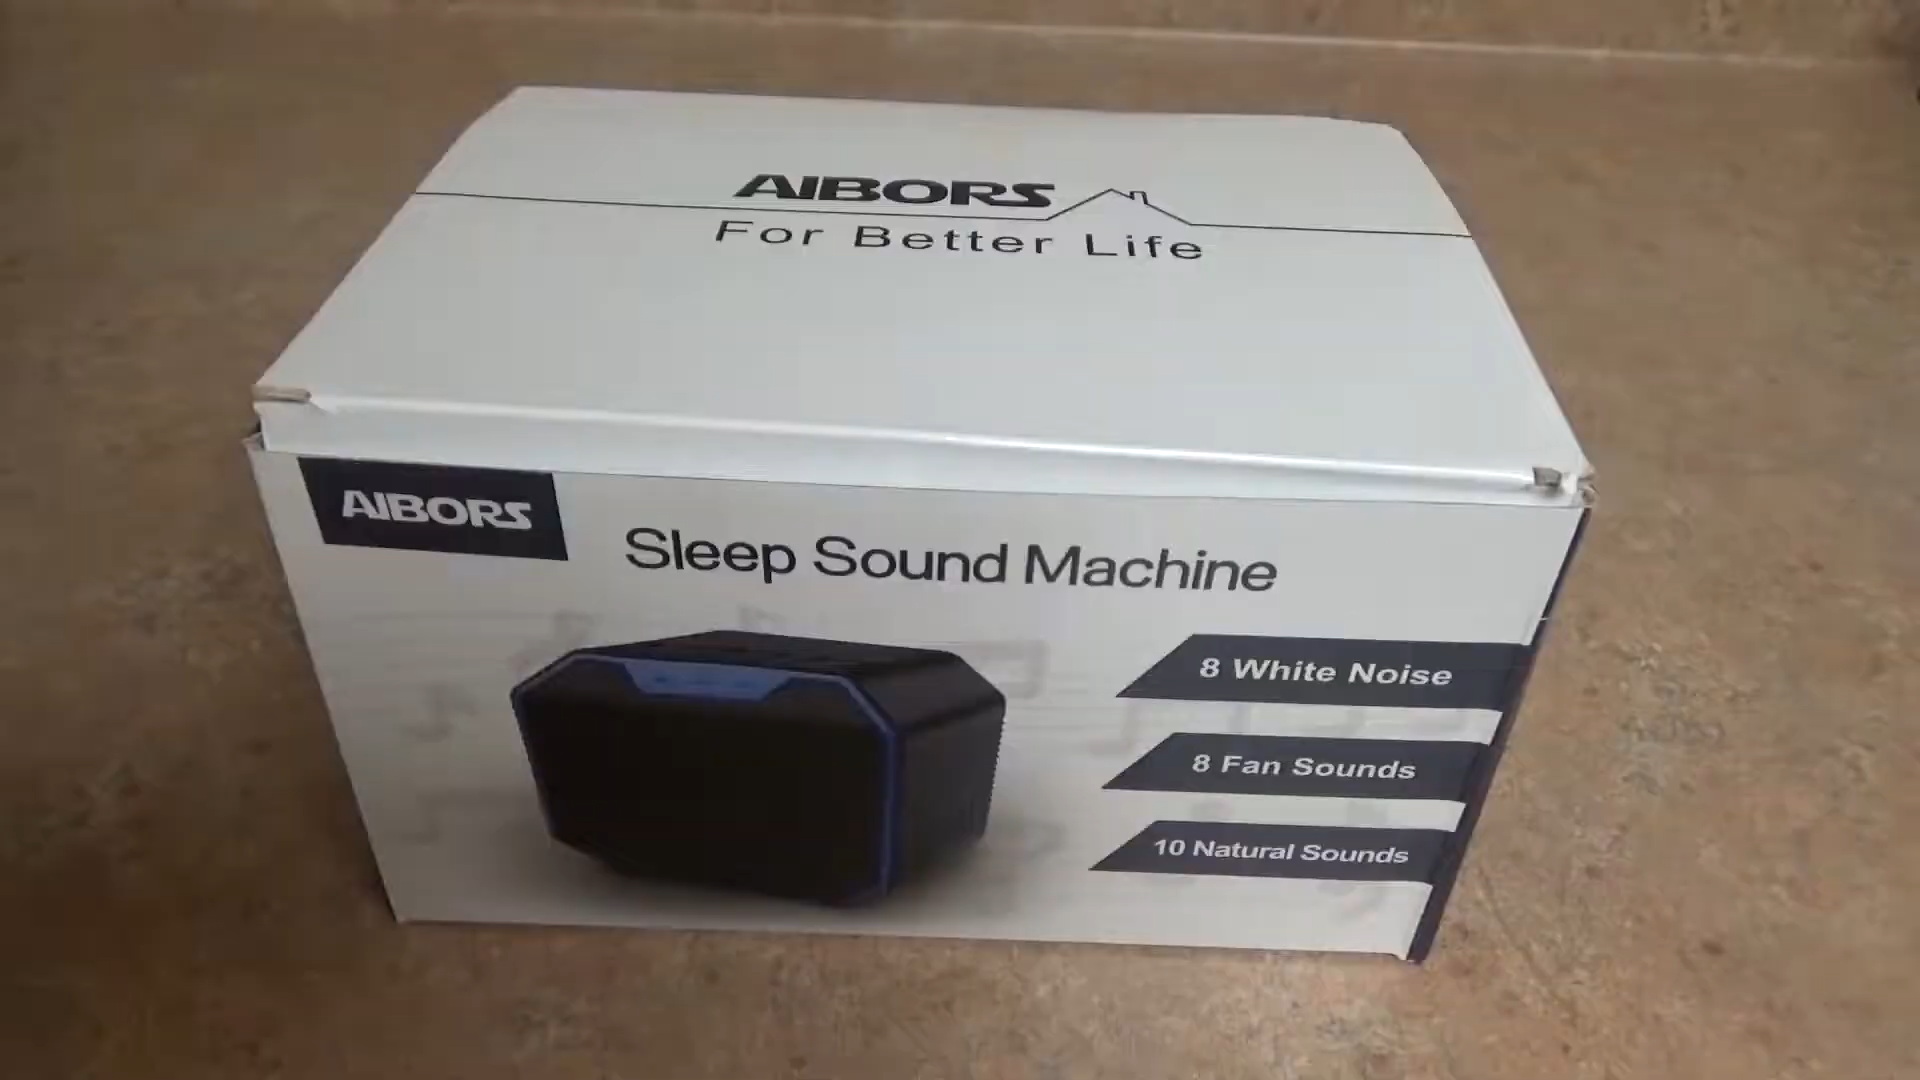 AIBORS
For Better Life
AIBORS
Sleep Sound Machine
8 White Noise
8 Fan Sounds
10 Natural Sounds